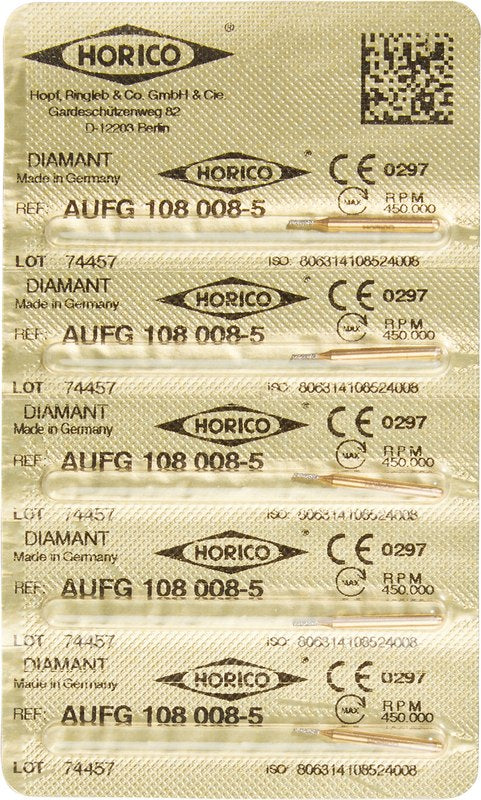 HORICO ®
Hopf, Ringleb & Co. GmbH & Cie.
Gardeschützenweg 82
D-12203 Berlin
DIAMANT
Made in Germany
HORICO
CE 0297
REF: AUFG 108 008-5
MAX
RPM
450.000
LOT 74457
ISO: 806314108524008
DIAMANT
Made in Germany
HORICO
CE 0297
REF: AUFG 108 008-5
MAX
RPM
450.000
LOT 74457
ISO: 806314108524008
DIAMANT
Made in Germany
HORICO
CE 0297
REF: AUFG 108 008-5
MAX
RPM
450.000
LOT 74457
ISO: 806314108524008
DIAMANT
Made in Germany
HORICO
CE 0297
REF: AUFG 108 008-5
MAX
RPM
450.000
LOT 74457
ISO: 806314108524008
DIAMANT
Made in Germany
HORICO
CE 0297
REF: AUFG 108 008-5
MAX
RPM
450.000
LOT 74457
ISO: 806314108524008